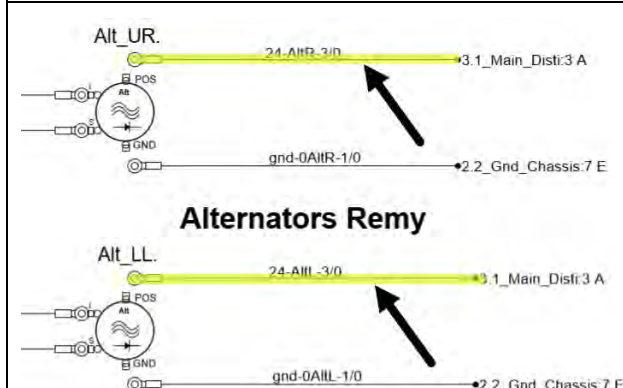 Alt_UR.
24-AltR-3/0
3.1_Main_Disti:3 A
POS
Alt
I
S
GND
gnd-0AltR-1/0
2.2_Gnd_Chassis:7 E
Alternators Remy
Alt_LL.
24-AltL-3/0
3.1_Main_Disti:3 A
POS
Alt
I
S
GND
gnd-0AltL-1/0
2.2_Gnd_Chassis:7 E